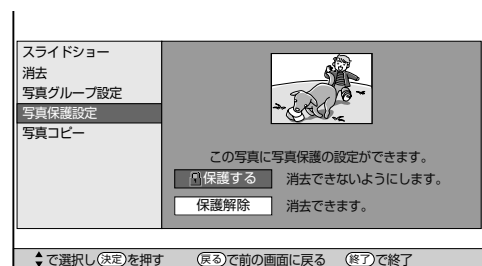 スライドショー
消去
写真グループ設定
写真保護設定
写真コピー
この写真に写真保護の設定ができます。
保護する 消去できないようにします。
保護解除 消去できます。
で選択し決定を押す 戻るで前の画面に戻る 終了で終了